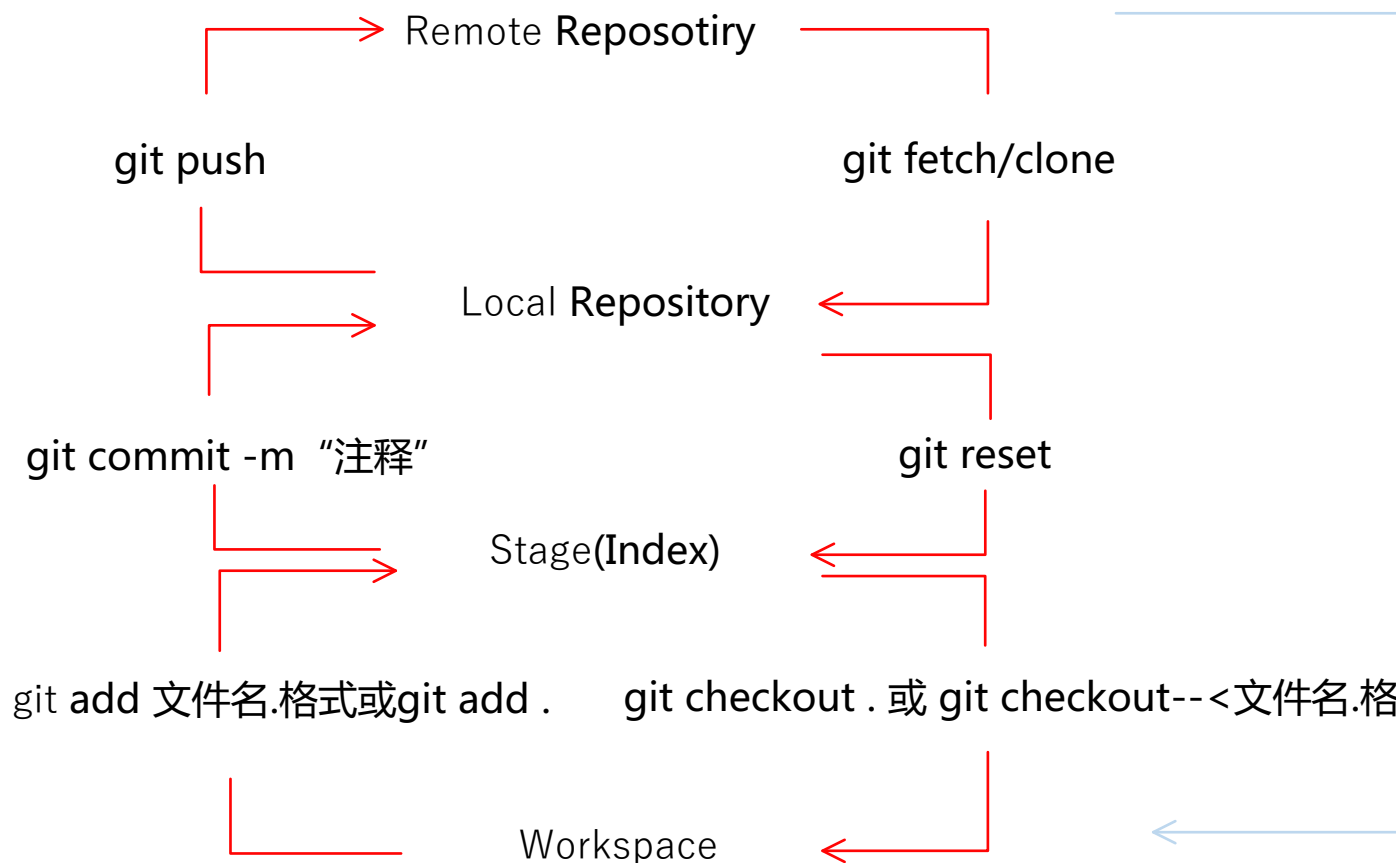 Remote Reposotiry
git push
git fetch/clone
Local Repository
git commit -m “注释”
git reset
Stage(Index)
git add 文件名.格式或git add .
git checkout . 或 git checkout--<文件名.格
Workspace